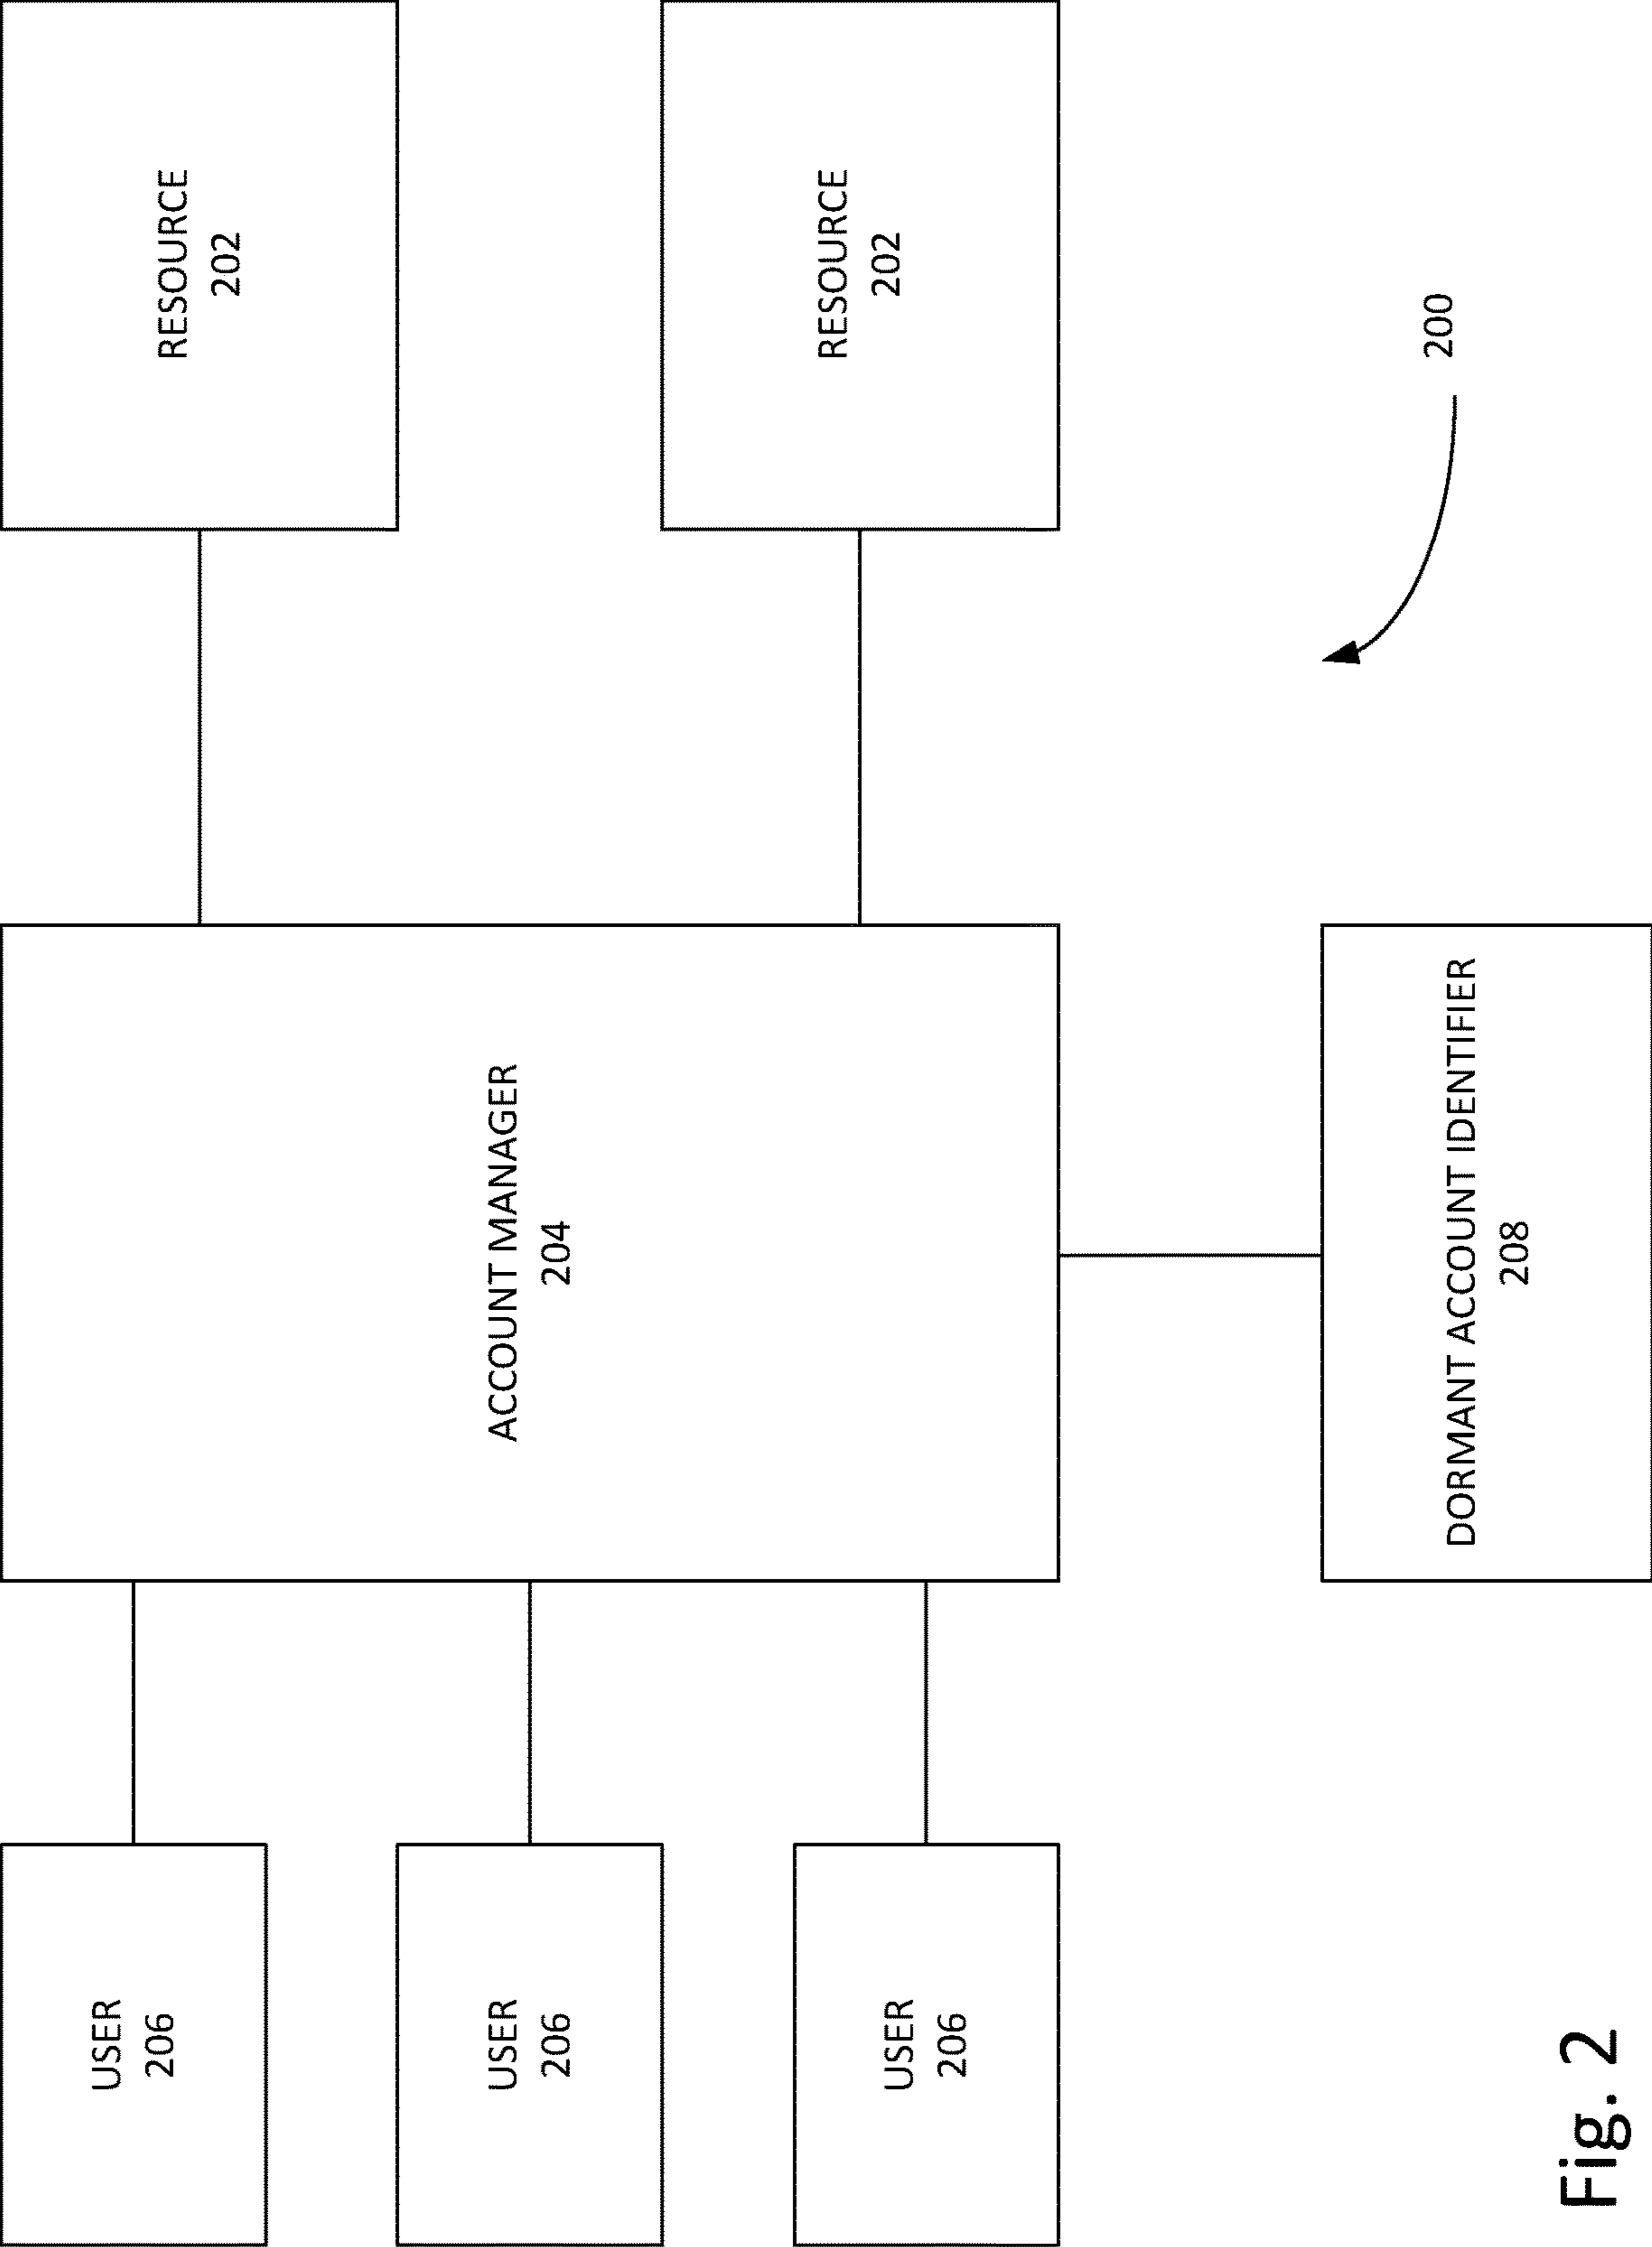 USER
206
USER
206
USER
206
ACCOUNT MANAGER
204
RESOURCE
202
RESOURCE
202
DORMANT ACCOUNT IDENTIFIER
208
200
Fig. 2